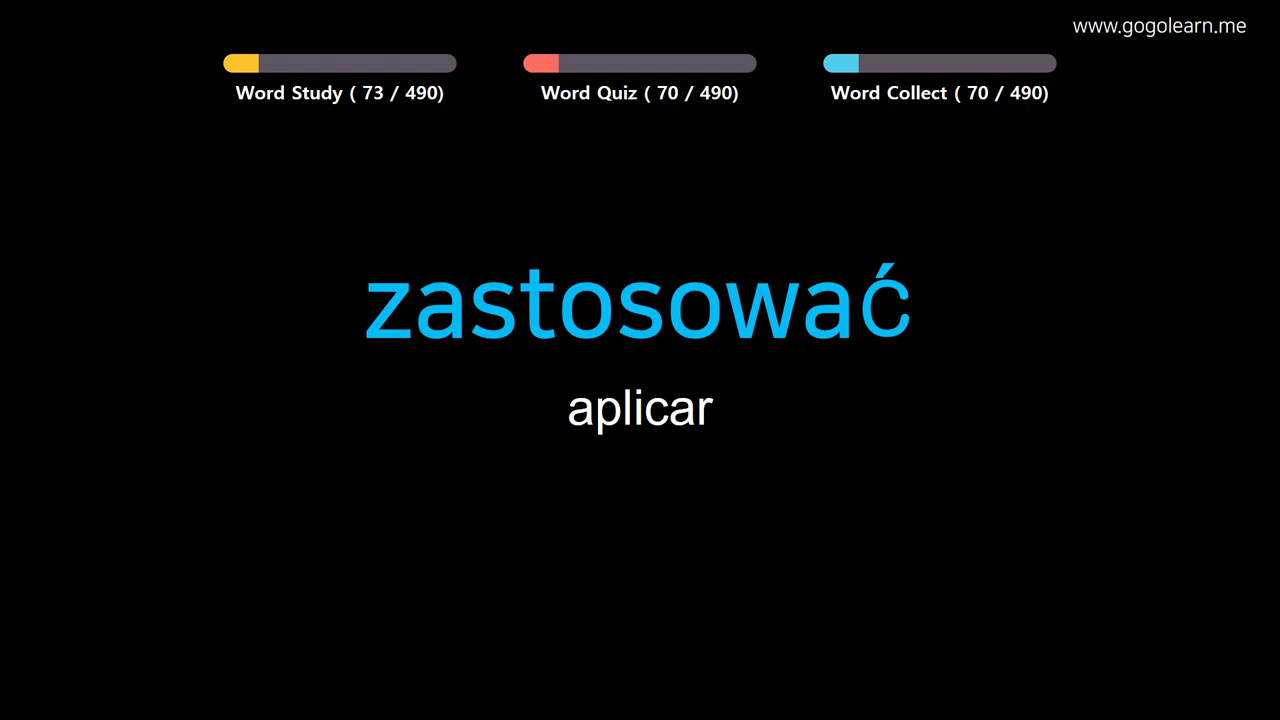 www.gogolearn.me
Word Study ( 73 / 490)
Word Quiz ( 70 / 490)
Word Collect ( 70 / 490)
zastosować
aplicar